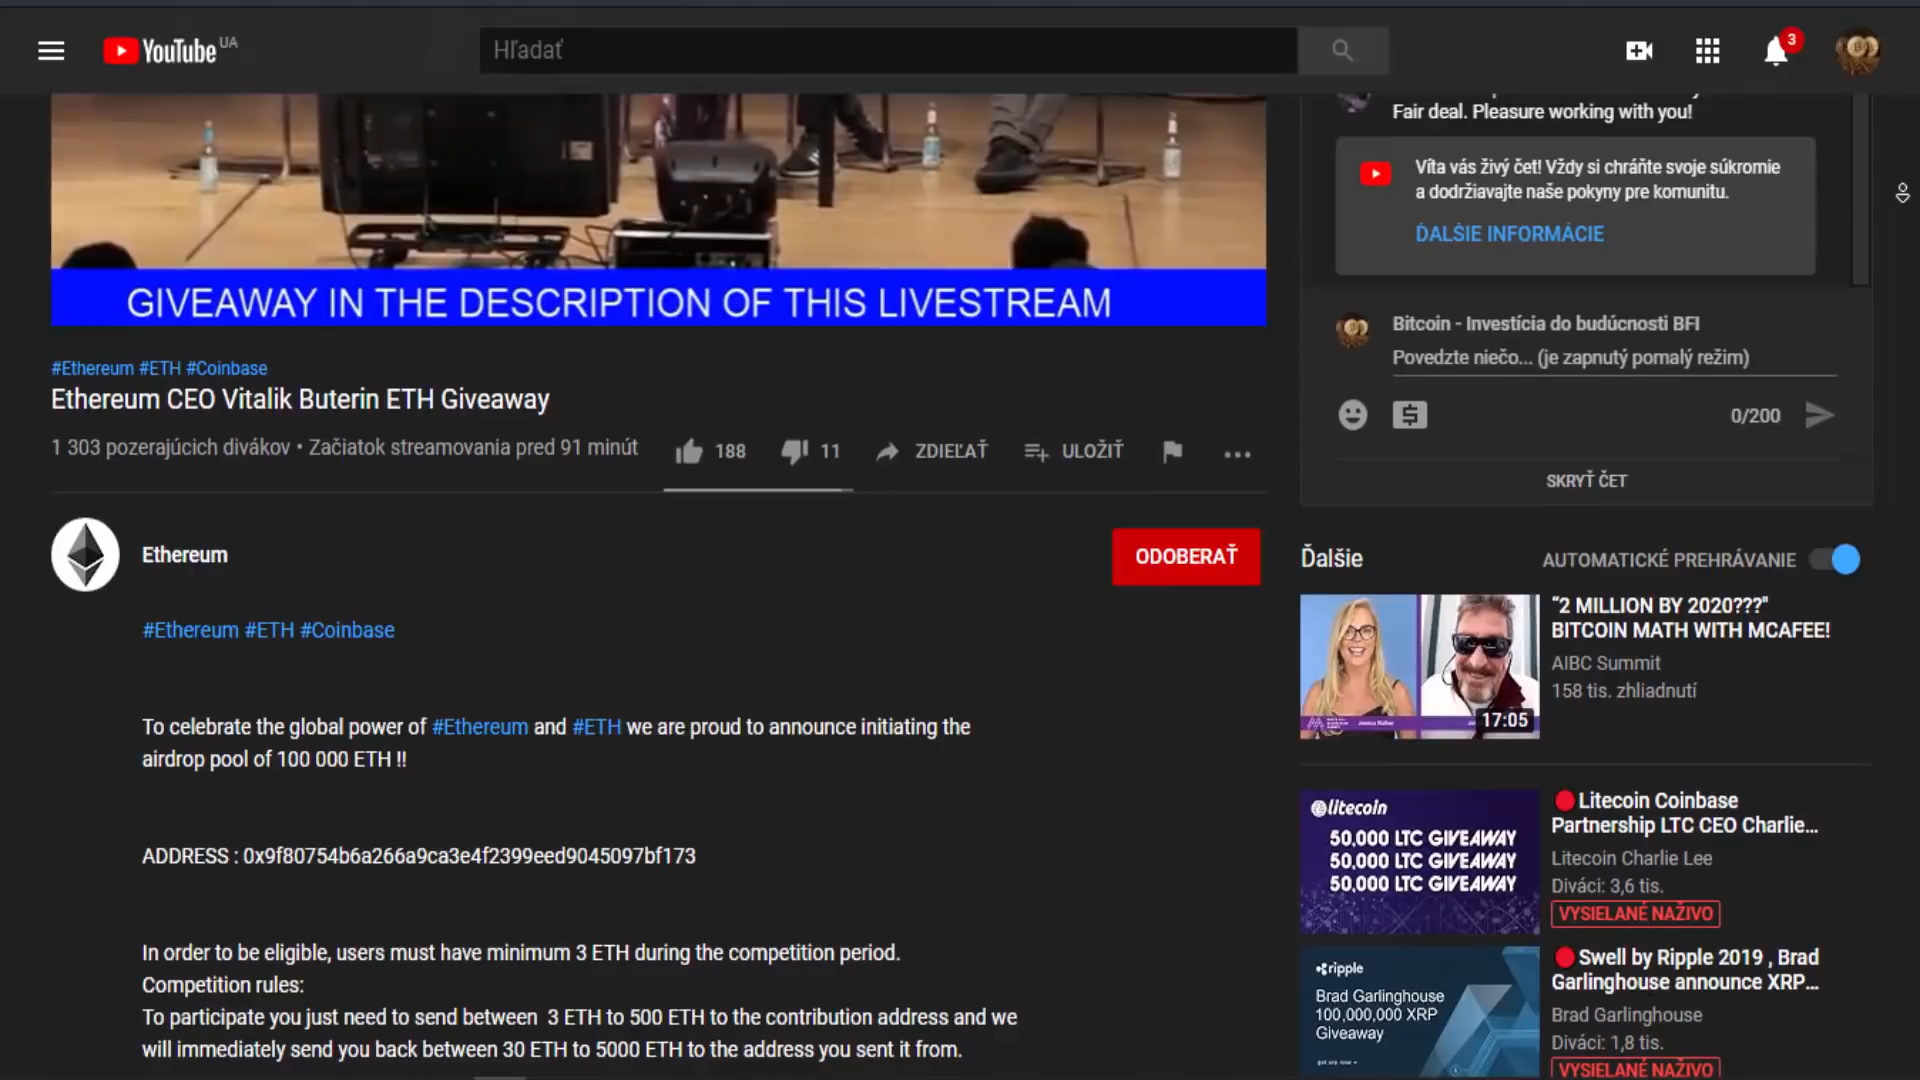 YouTube UA
Hľadať
3
Fair deal. Pleasure working with you!
Víta vás živý čet! Vždy si chráňte svoje súkromie
a dodržiavajte naše pokyny pre komunitu.
ĎALŠIE INFORMÁCIE
GIVEAWAY IN THE DESCRIPTION OF THIS LIVESTREAM
Bitcoin - Investícia do budúcnosti BFI
Povedzte niečo... (je zapnutý pomalý režim)
0/200
SKRYŤ ČET
#Ethereum #ETH #Coinbase
Ethereum CEO Vitalik Buterin ETH Giveaway
1 303 pozerajúcich divákov • Začiatok streamovania pred 91 minút
188
11
ZDIEĽAŤ
ULOŽIŤ
Ethereum
ODOBERAŤ
#Ethereum #ETH #Coinbase
To celebrate the global power of #Ethereum and #ETH we are proud to announce initiating the
airdrop pool of 100 000 ETH !!
ADDRESS : 0x9f80754b6a266a9ca3e4f2399eed9045097bf173
In order to be eligible, users must have minimum 3 ETH during the competition period.
Competition rules:
To participate you just need to send between 3 ETH to 500 ETH to the contribution address and we
will immediately send you back between 30 ETH to 5000 ETH to the address you sent it from.
Ďalšie
AUTOMATICKÉ PREHRÁVANIE
17:05
“2 MILLION BY 2020???"
BITCOIN MATH WITH MCAFEE!
AIBC Summit
158 tis. zhliadnutí
litecoin
50,000 LTC GIVEAWAY
50,000 LTC GIVEAWAY
50,000 LTC GIVEAWAY
Litecoin Coinbase
Partnership LTC CEO Charlie...
Litecoin Charlie Lee
Diváci: 3,6 tis.
VYSIELANÉ NAŽIVO
ripple
Brad Garlinghouse
100,000,000 XRP
Giveaway
Swell by Ripple 2019 , Brad
Garlinghouse announce XRP...
Brad Garlinghouse
Diváci: 1,8 tis.
VYSIELANÉ NAŽIVO